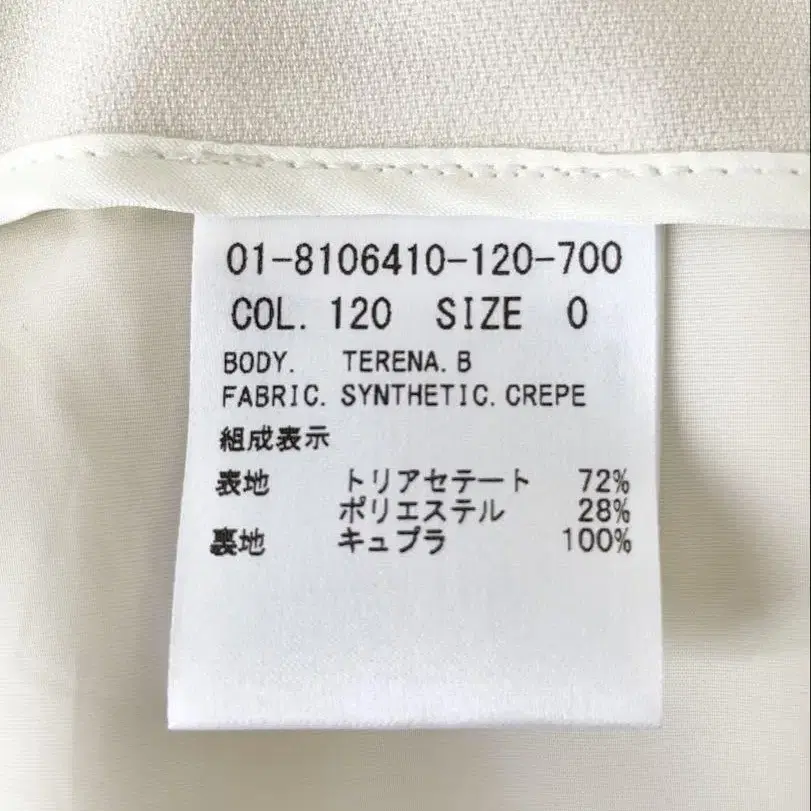 01-8106410-120-700
COL. 120 SIZE 0
BODY. TERENA. B
FABRIC. SYNTHETIC. CREPE
組成表示
表地 トリアセテート 72%
ポリエステル 28%
裏地 キュプラ 100%